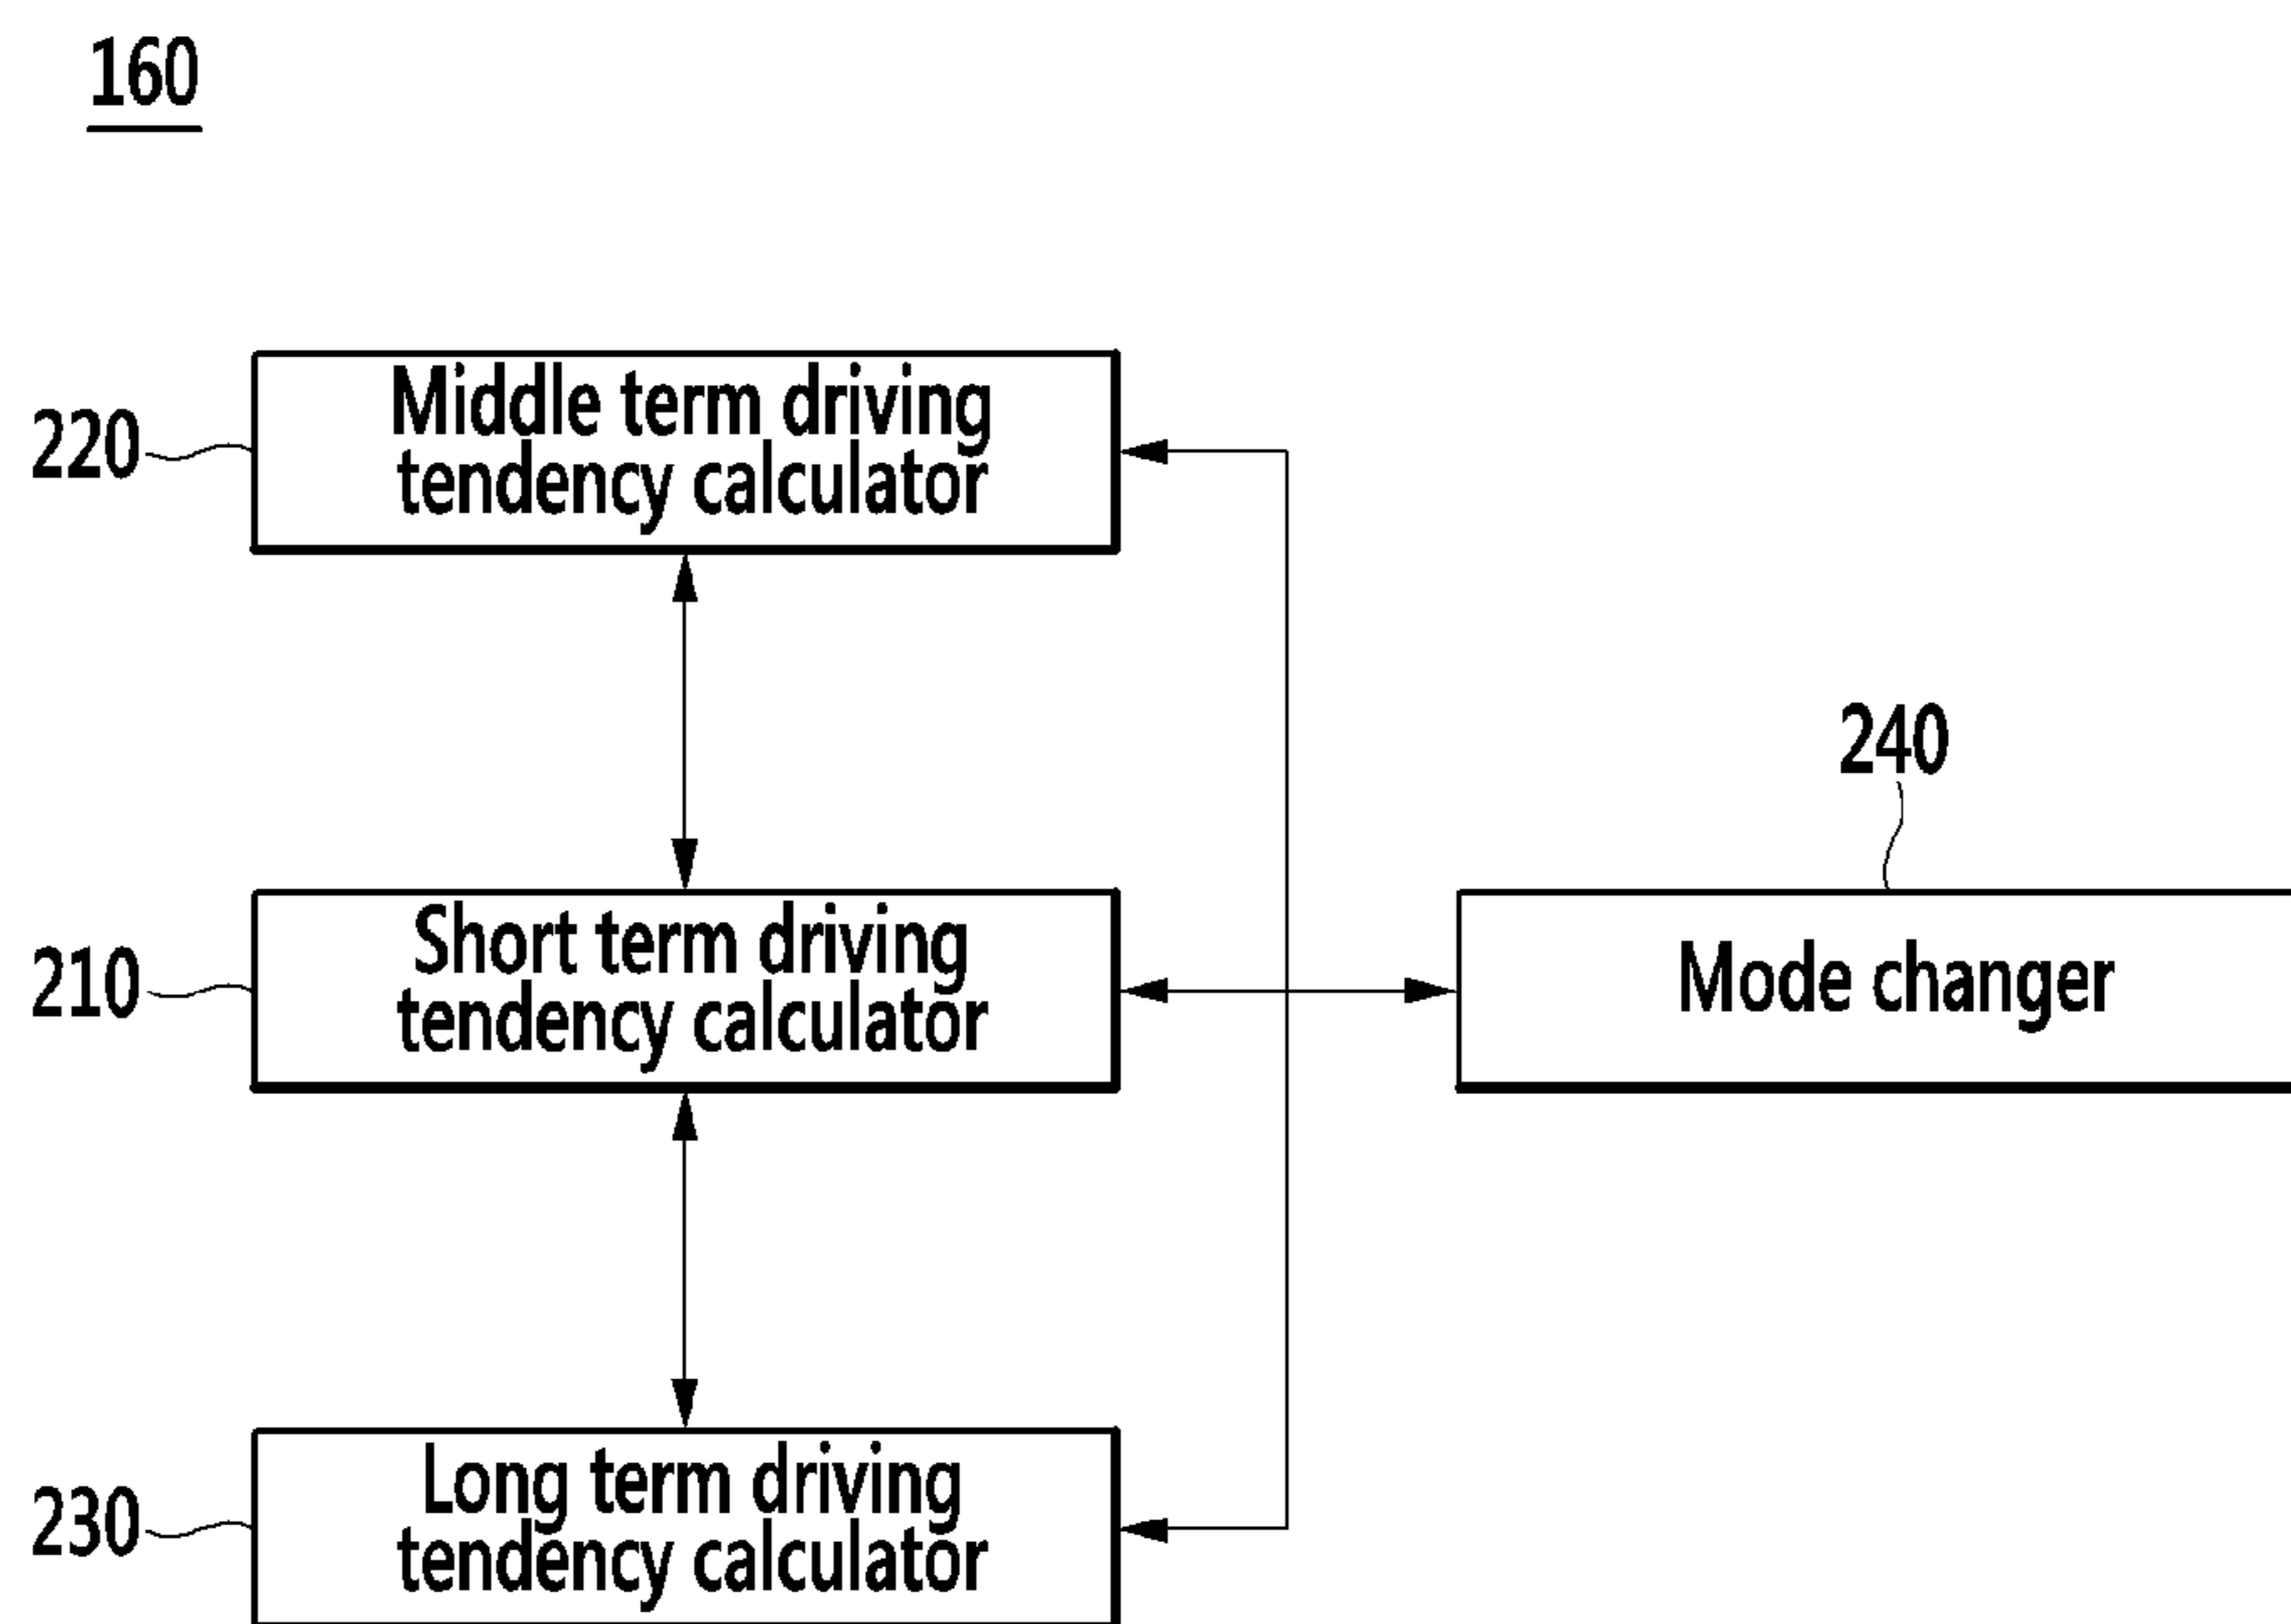 160
220
Middle term driving
tendency calculator
240
210
Short term driving
tendency calculator
Mode changer
230
Long term driving
tendency calculator